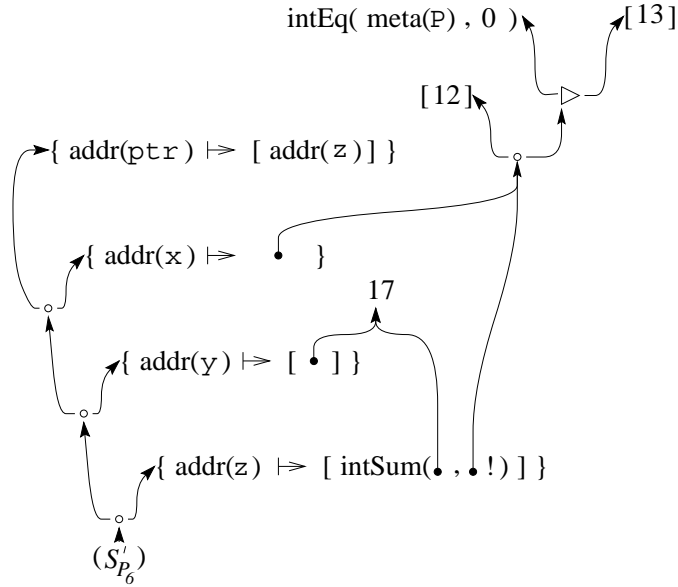 intEq( meta(P) , 0 ) [13]
[12] ▷
{ addr(ptr) ↦ [ addr(z)] }
{ addr(x) ↦ • }
17
{ addr(y) ↦ [ • ] }
{ addr(z) ↦ [ intSum(• , • !) ] }
(S′P6)